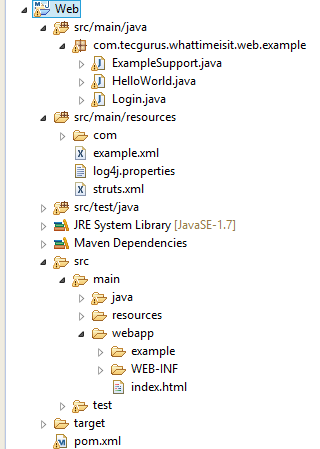 Web
src/main/java
com.tecgurus.whattimeisit.web.example
ExampleSupport.java
HelloWorld.java
Login.java
src/main/resources
com
example.xml
log4j.properties
struts.xml
src/test/java
JRE System Library [JavaSE-1.7]
Maven Dependencies
src
main
java
resources
webapp
example
WEB-INF
index.html
test
target
pom.xml